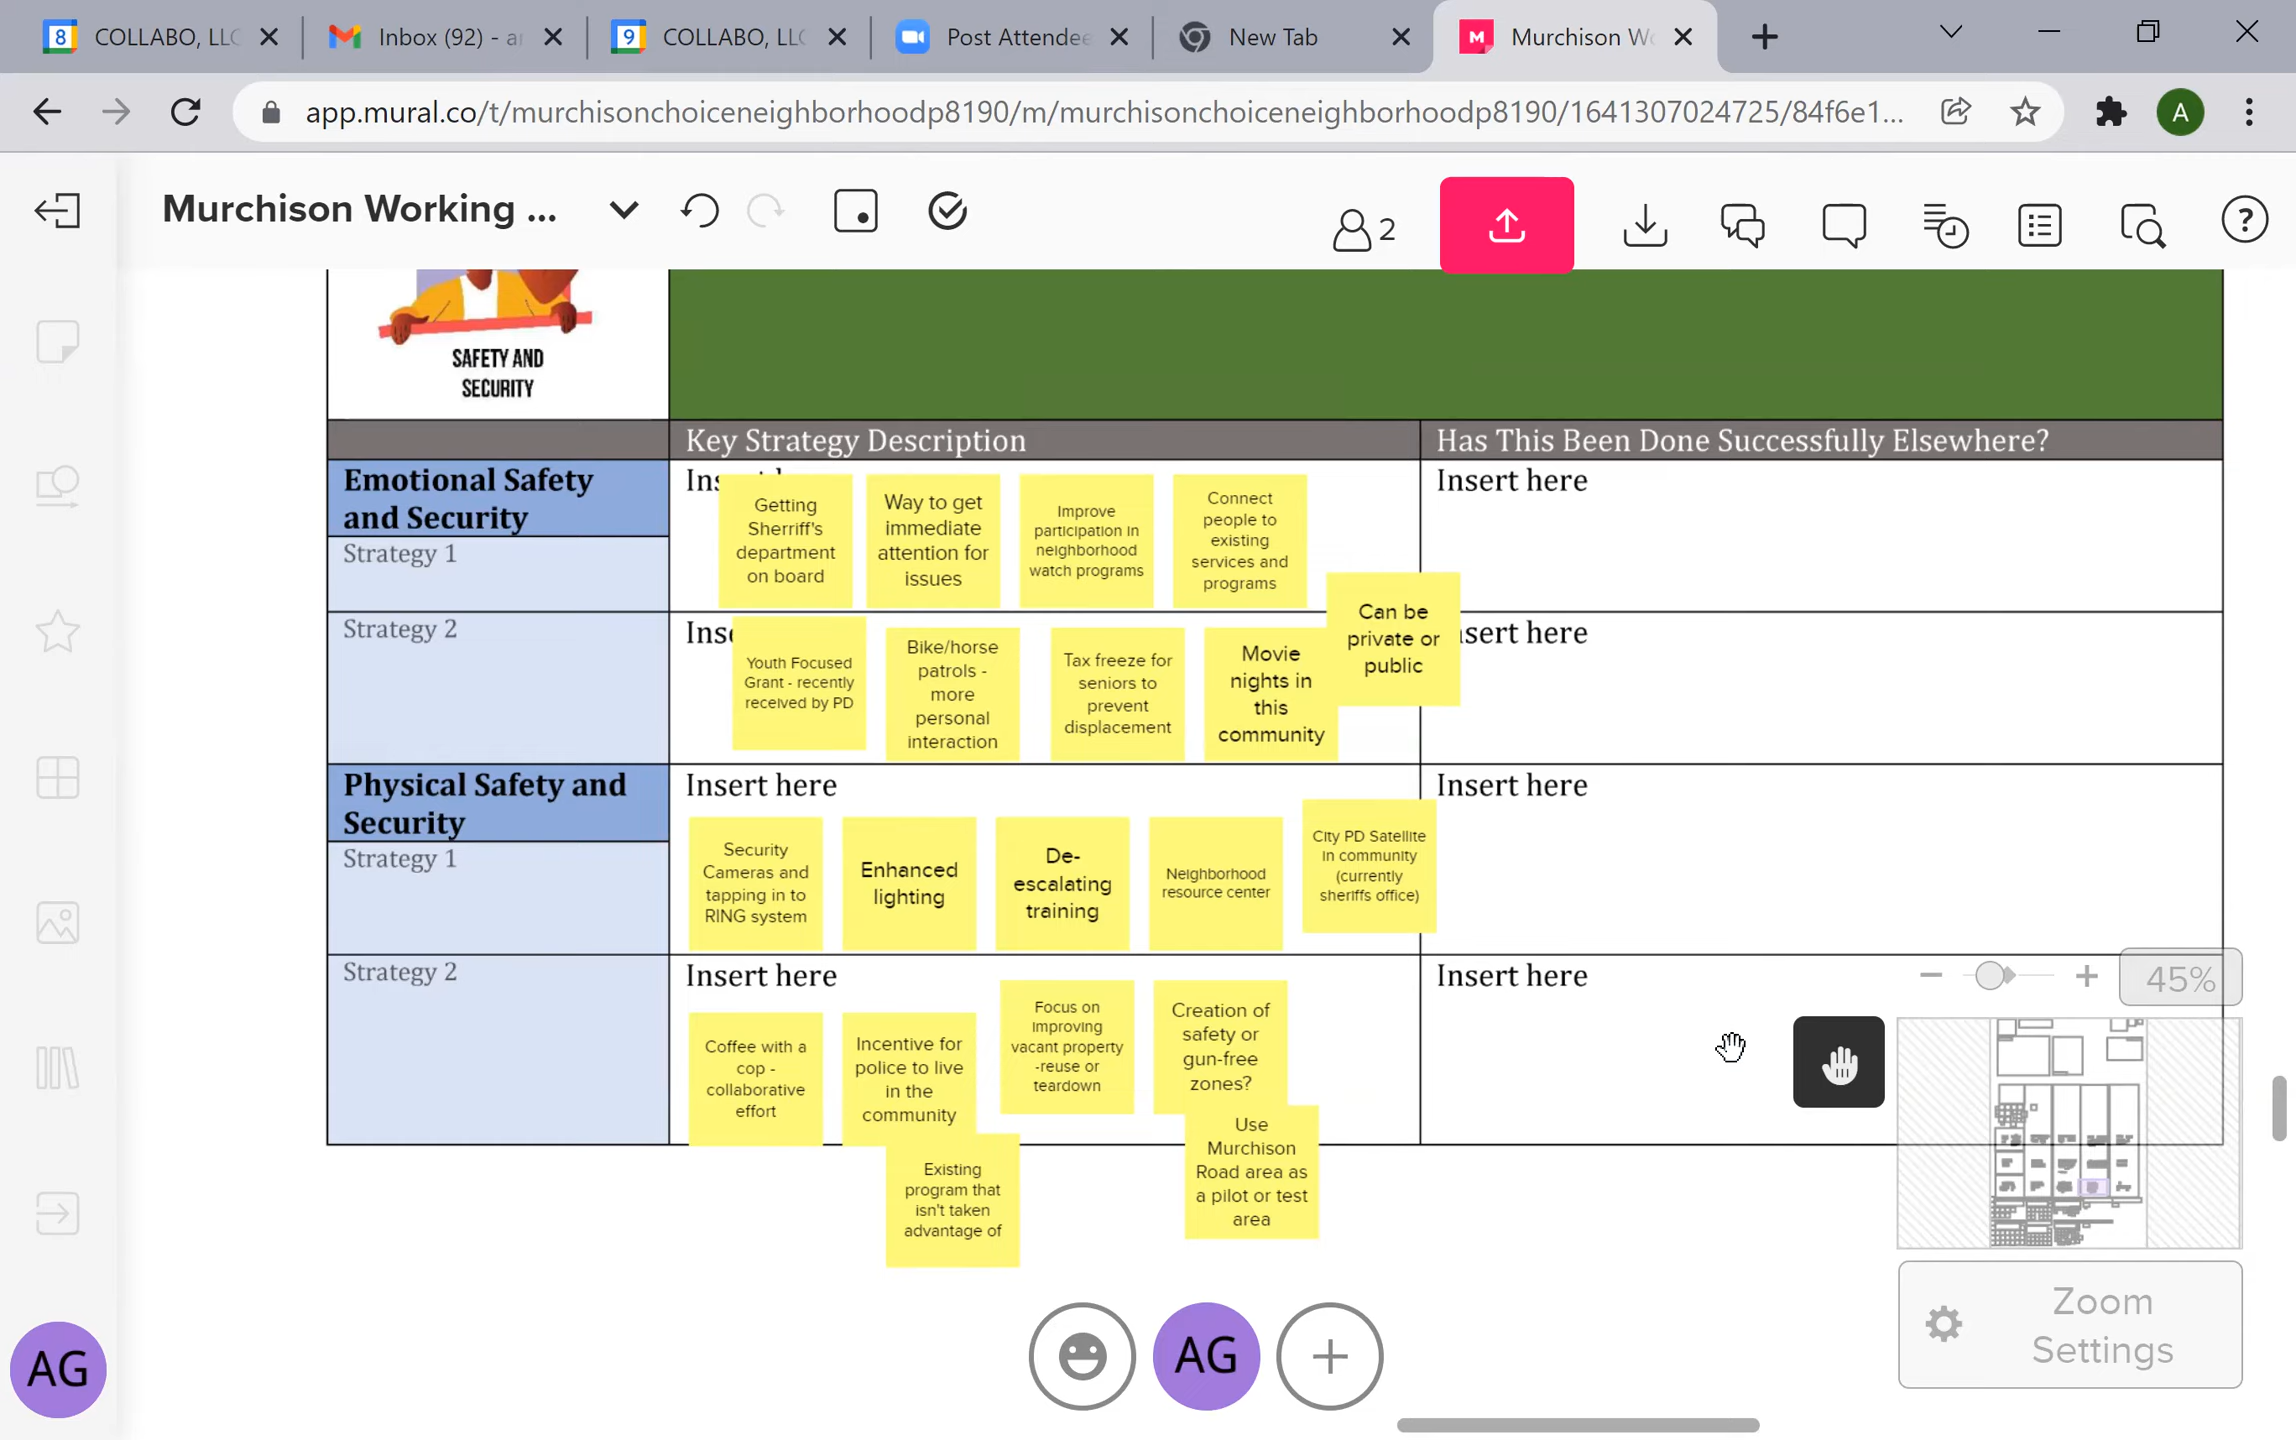 8 COLLABO, LLC
Inbox (92) - a
9 COLLABO, LLC
Post Attendee
New Tab
M Murchison Wo
app.mural.co/t/murchisonchoiceneighborhoodp8190/m/murchisonchoiceneighborhoodp8190/1641307024725/84f6e1...
A
Murchison Working ...
2
?
SAFETY AND
SECURITY
Key Strategy Description
Has This Been Done Successfully Elsewhere?
Emotional Safety
and Security
Strategy 1
Getting
Sherriff's
department
on board
Way to get
immediate
attention for
issues
Improve
participation in
neighborhood
watch programs
Connect
people to
existing
services and
programs
Insert here
Strategy 2
Youth Focused
Grant - recently
received by PD
Bike/horse
patrols -
more
personal
interaction
Tax freeze for
seniors to
prevent
displacement
Movie
nights in
this
community
Can be
private or
public
sert here
Physical Safety and
Security
Strategy 1
Insert here
Security
Cameras and
tapping in to
RING system
Enhanced
lighting
De-
escalating
training
Neighborhood
resource center
City PD Satellite
in community
(currently
sheriffs office)
Insert here
Strategy 2
Insert here
Coffee with a
cop -
collaborative
effort
Incentive for
police to live
in the
community
Existing
program that
isn't taken
advantage of
Focus on
improving
vacant property
-reuse or
teardown
Creation of
safety or
gun-free
zones?
Use
Murchison
Road area as
a pilot or test
area
Insert here
45%
Zoom
Settings
AG
AG